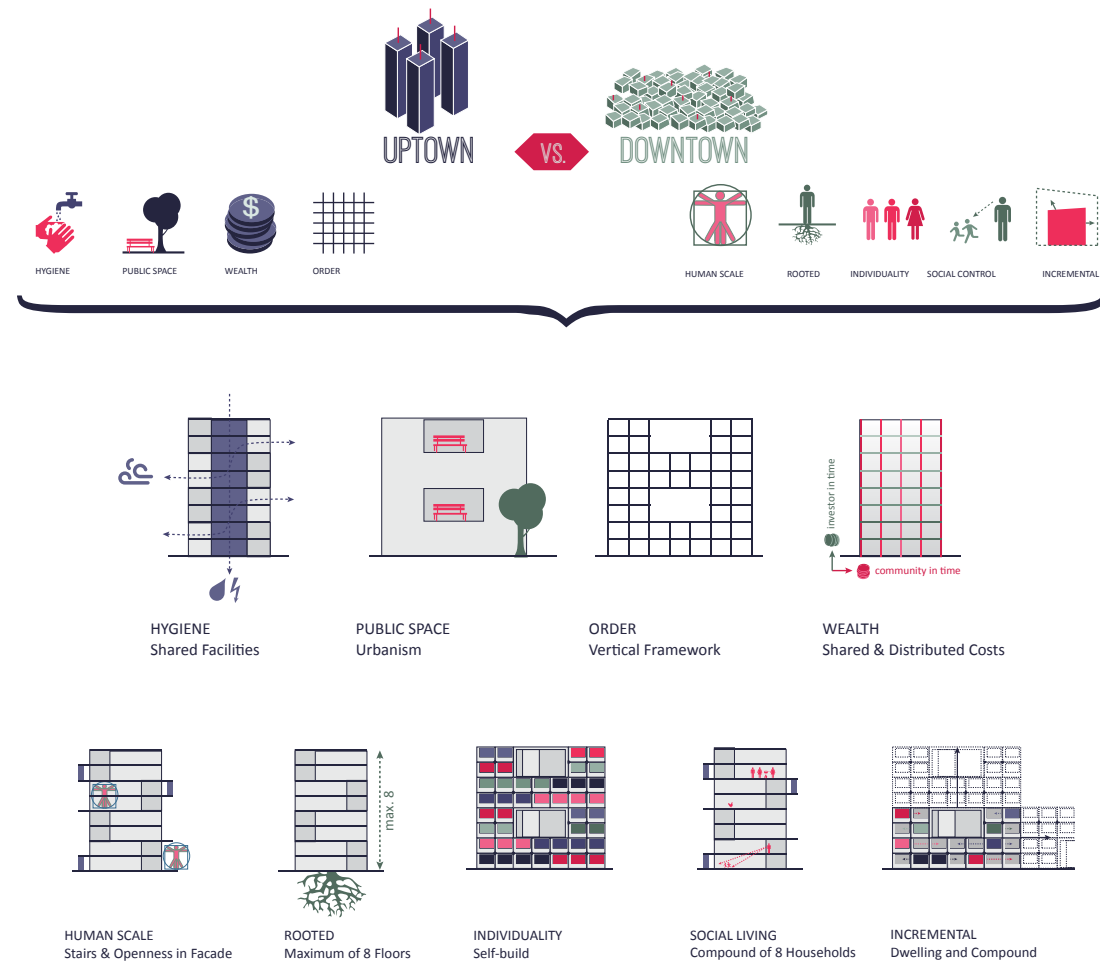 UPTOWN
VS.
DOWNTOWN
$
HYGIENE
PUBLIC SPACE
WEALTH
ORDER
HUMAN SCALE
ROOTED
INDIVIDUALITY
SOCIAL CONTROL
INCREMENTAL
investor in time
community in time
HYGIENE
Shared Facilities
PUBLIC SPACE
Urbanism
ORDER
Vertical Framework
WEALTH
Shared & Distributed Costs
max. 8
HUMAN SCALE
Stairs & Openness in Facade
ROOTED
Maximum of 8 Floors
INDIVIDUALITY
Self-build
SOCIAL LIVING
Compound of 8 Households
INCREMENTAL
Dwelling and Compound